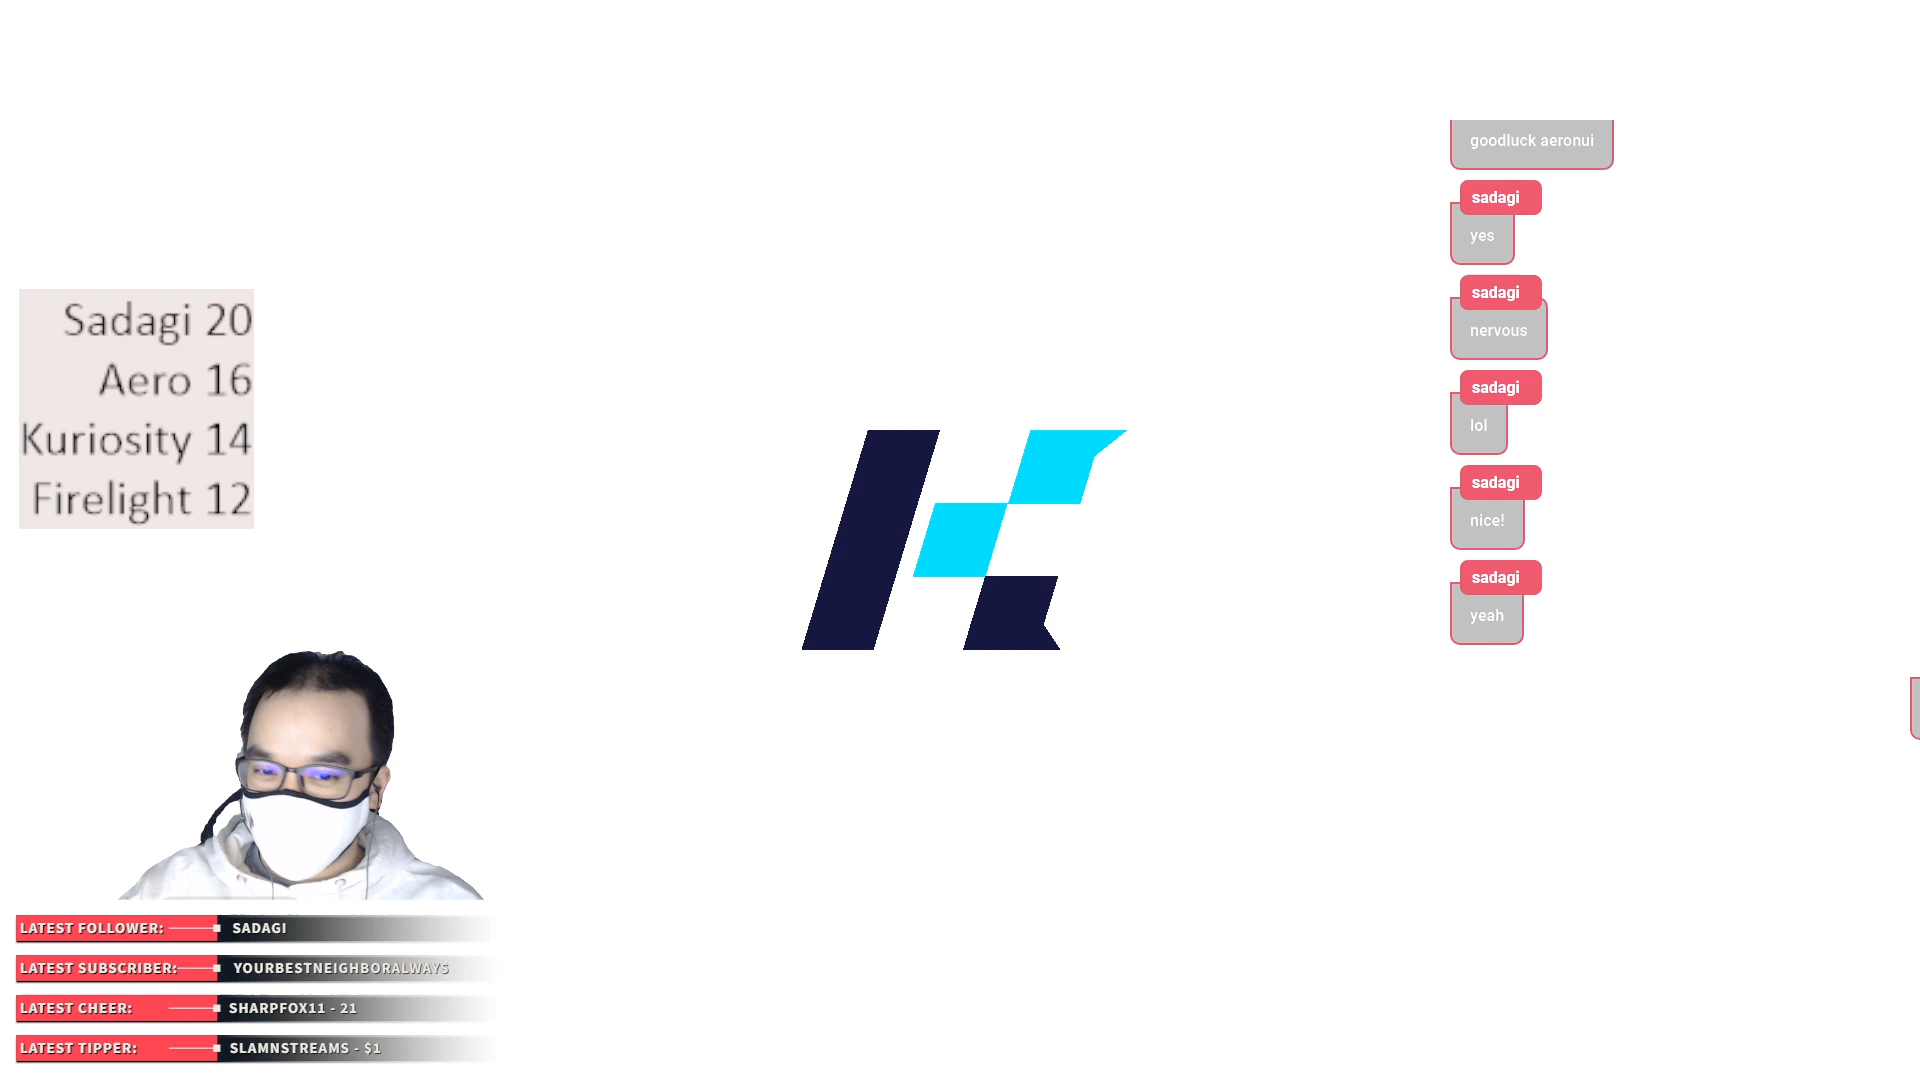 goodluck aeronui
sadagi
yes
sadagi
nervous
sadagi
lol
sadagi
nice!
sadagi
yeah
Sadagi 20
Aero 16
Kuriosity 14
Firelight 12
LATEST FOLLOWER: SADAGI
LATEST SUBSCRIBER: YOURBESTNEIGHBORALWAYS
LATEST CHEER: SHARPFOX11 - 21
LATEST TIPPER: SLAMNSTREAMS - $1